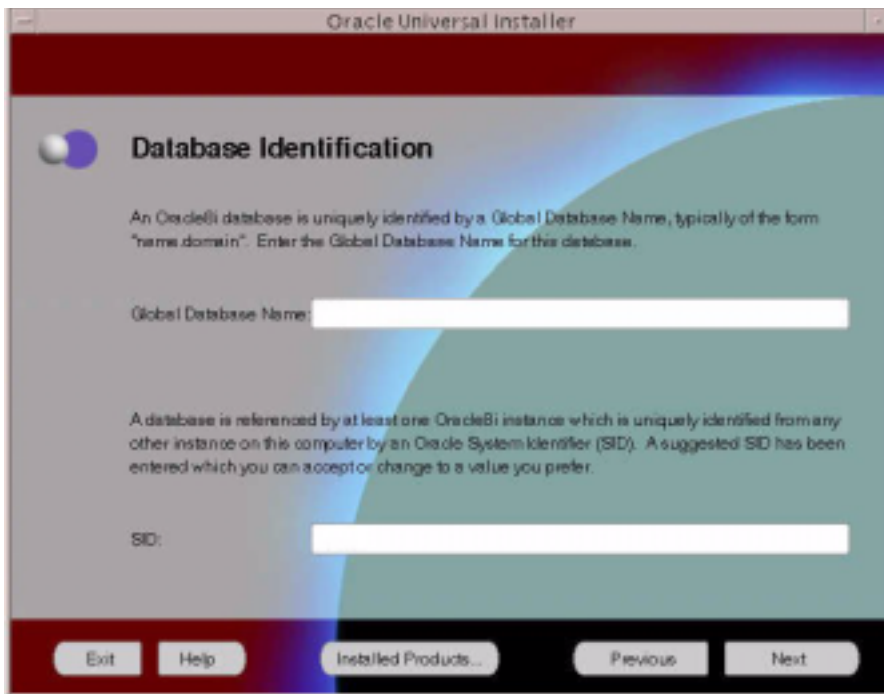 Oracle Universal Installer
Database Identification
An Oracle8i database is uniquely identified by a Global Database Name, typically of the form
"name.domain". Enter the Global Database Name for this database.
Global Database Name:
A database is referenced by at least one Oracle8i instance which is uniquely identified from any
other instance on this computer by an Oracle System Identifier (SID). A suggested SID has been
entered which you can accept or change to a value you prefer.
SID:
Exit Help Installed Products... Previous Next